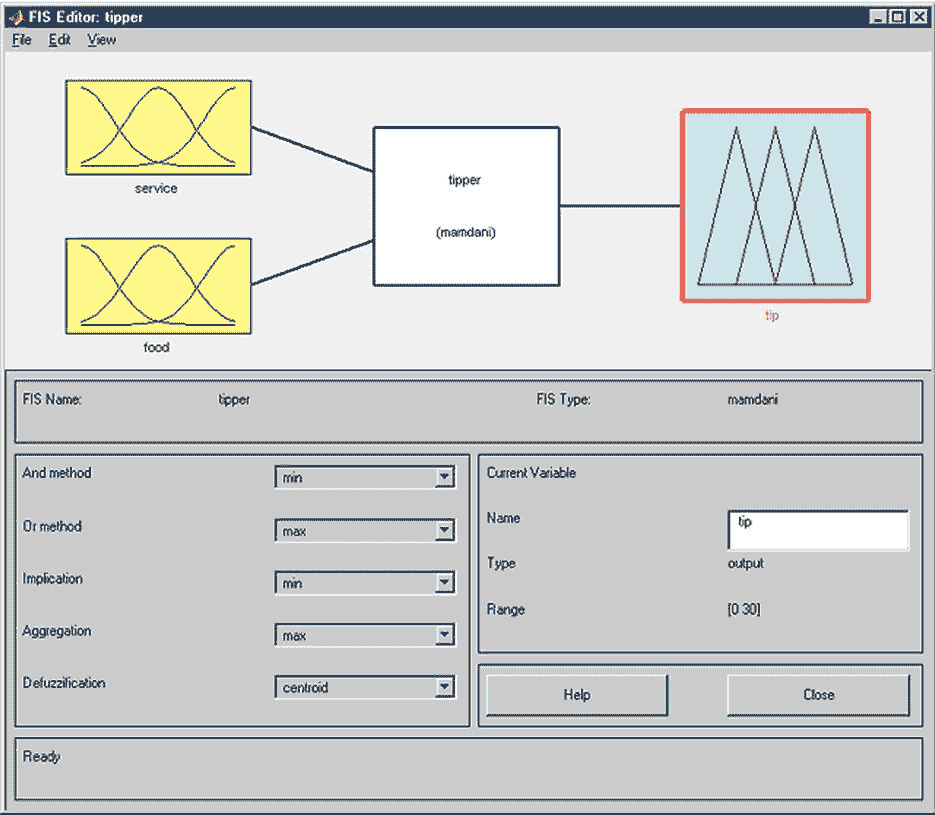 FIS Editor: tipper
File Edit View
service
food
tipper
(mamdani)
tip
FIS Name: tipper FIS Type: mamdani
And method min
Or method max
Implication min
Aggregation max
Defuzzification centroid
Current Variable
Name tip
Type output
Range [0 30]
Help Close
Ready